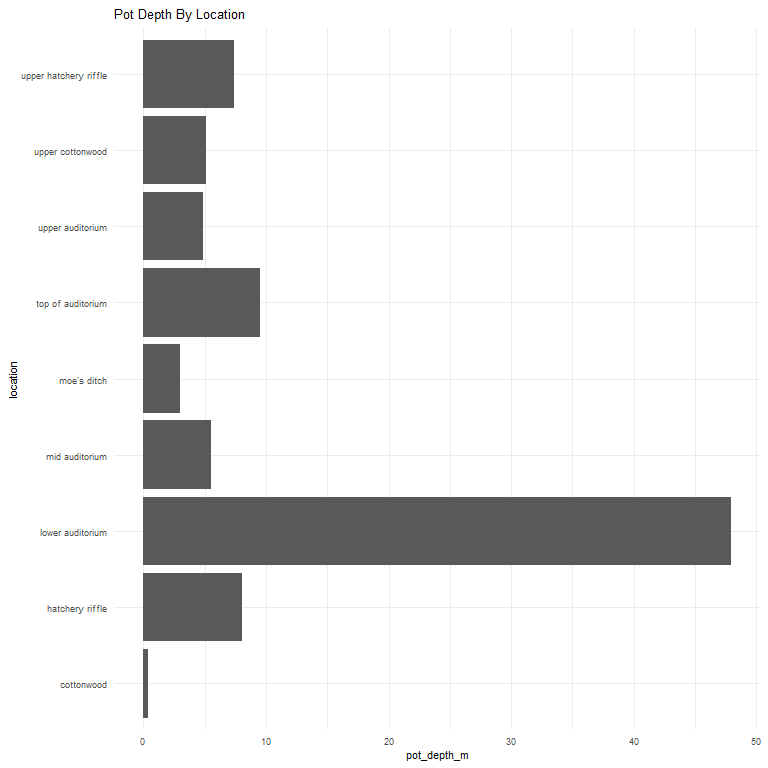 Pot Depth By Location
upper hatchery riffle
upper cottonwood
upper auditorium
top of auditorium
moe's ditch
mid auditorium
lower auditorium
hatchery riffle
cottonwood
location
0 10 20 30 40 50
pot_depth_m